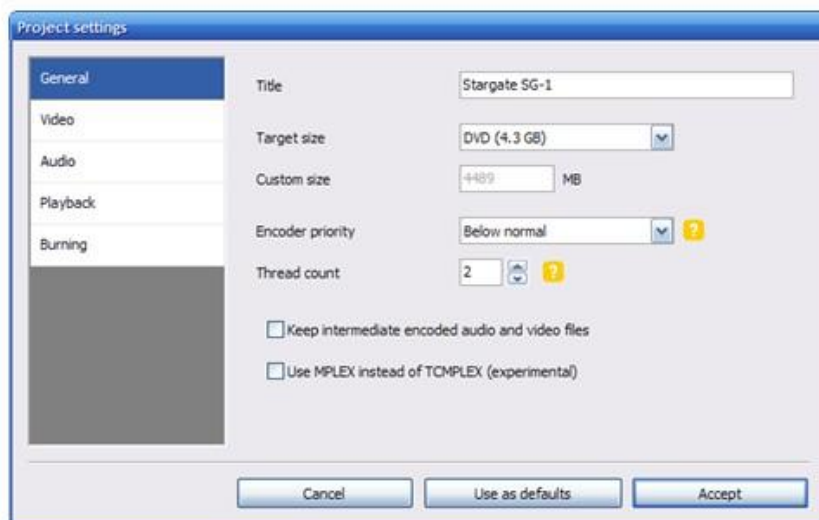 Project settings
General
Video
Audio
Playback
Burning
Title
Stargate SG-1
Target size
DVD (4.3 GB)
Custom size
4489
MB
Encoder priority
Below normal
?
Thread count
2
?
Keep intermediate encoded audio and video files
Use MPLEX instead of TCMPLEX (experimental)
Cancel
Use as defaults
Accept